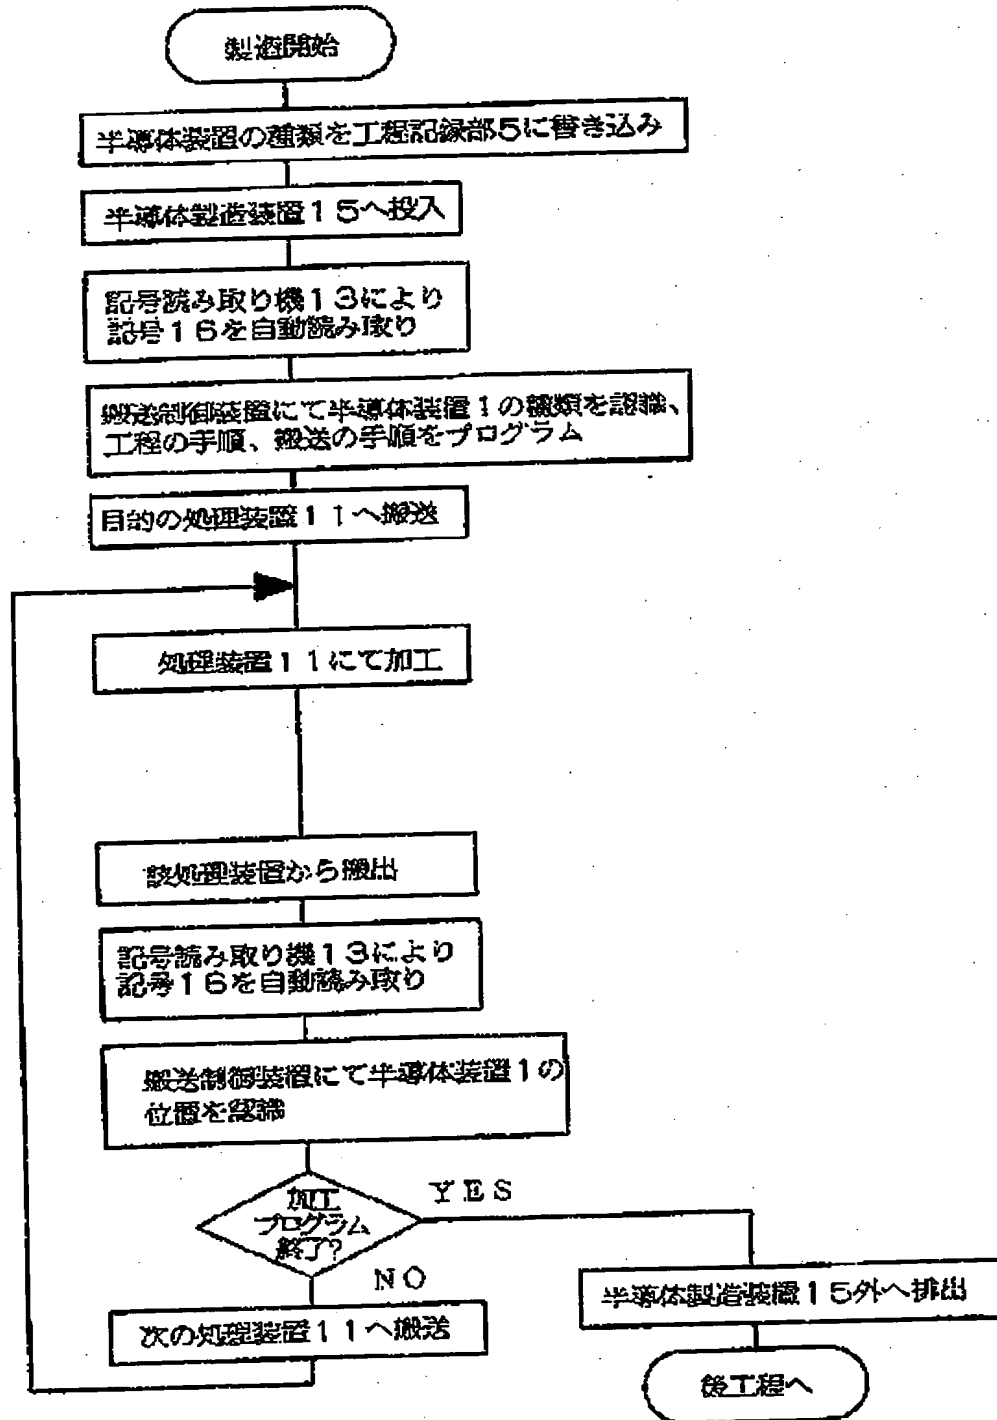 製造開始
半導体装置の種類を工程記録部５に書き込み
半導体製造装置１５へ投入
記号読み取り機１３により
記号１６を自動読み取り
搬送制御装置にて半導体装置１の種類を認識、
工程の手順、搬送の手順をプログラム
目的の処理装置１１へ搬送
処理装置１１にて加工
該処理装置から搬出
記号読み取り機１３により
記号１６を自動読み取り
搬送制御装置にて半導体装置１の
位置を認識
加工
プログラム
終了?
YES
NO
次の処理装置１１へ搬送
半導体製造装置１５外へ排出
後工程へ